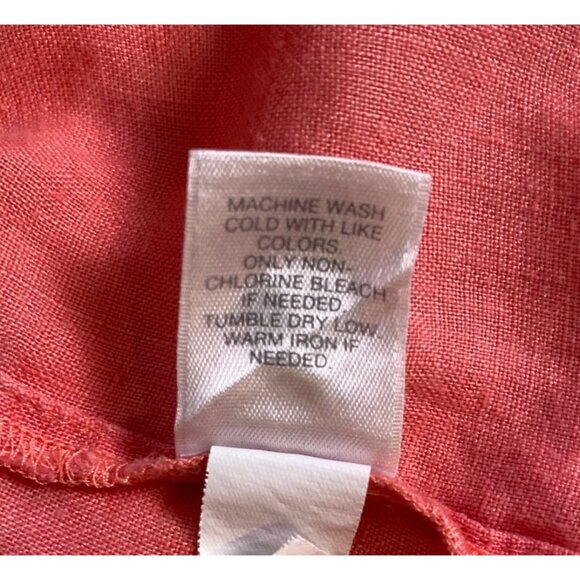 MACHINE WASH
COLD WITH LIKE
COLORS.
ONLY NON-
CHLORINE BLEACH
IF NEEDED
TUMBLE DRY LOW.
WARM IRON IF
NEEDED.